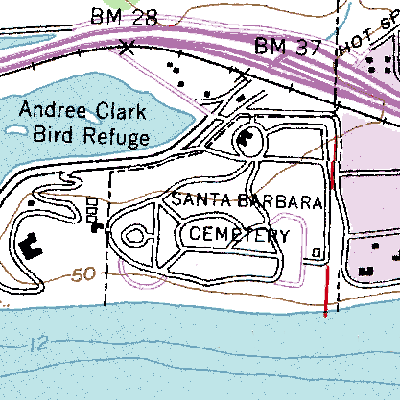 BM 28
BM 37
HOT SP
Andree Clark
Bird Refuge
SANTA BARBARA
CEMETERY
50
12